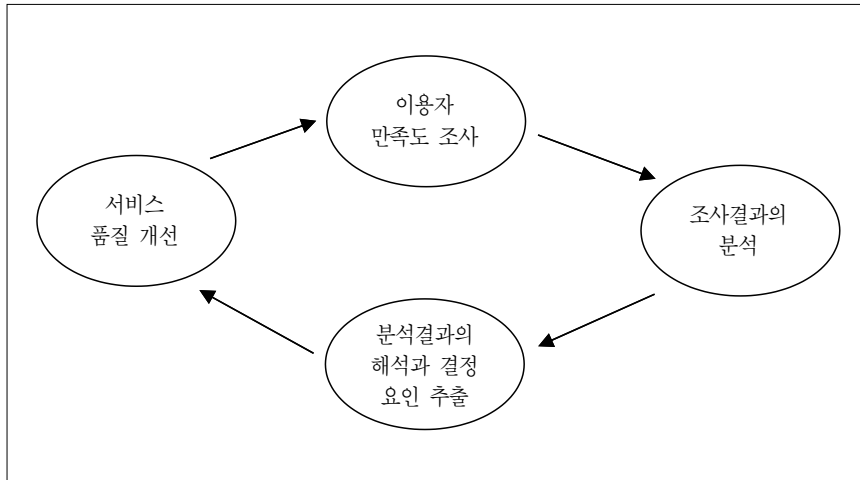 이용자
만족도 조사
서비스
품질 개선
조사결과의
분석
분석결과의
해석과 결정
요인 추출